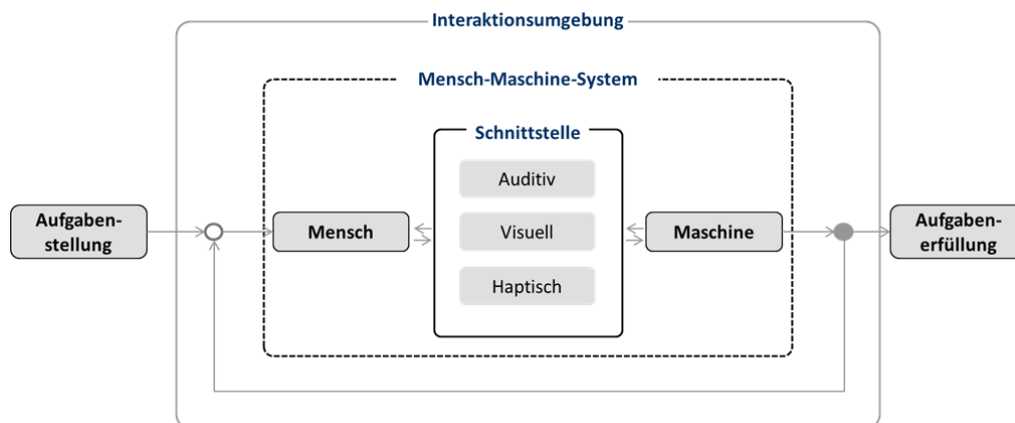 Interaktionsumgebung
Mensch-Maschine-System
Schnittstelle
Auditiv
Aufgaben-
stellung
Mensch
Visuell
Maschine
Aufgaben-
erfüllung
Haptisch